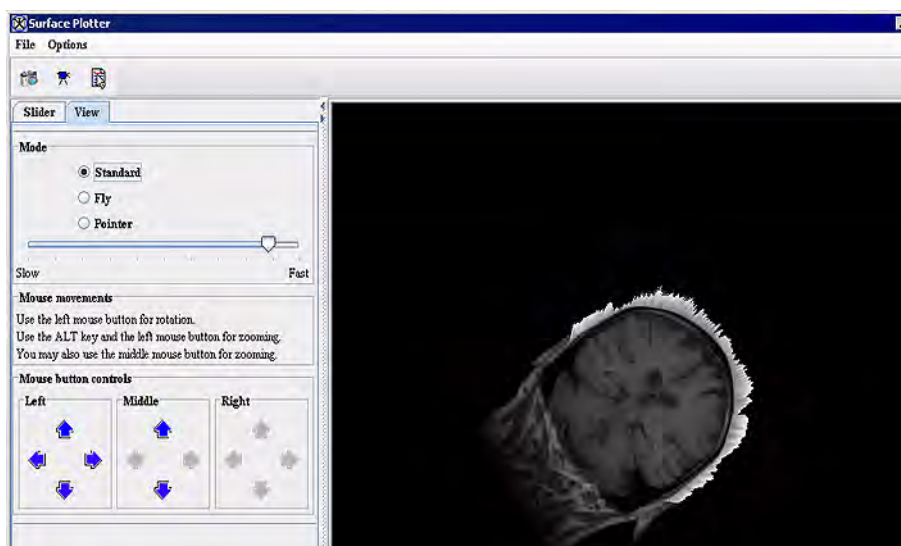 Surface Plotter
File Options
Slider View
Mode
Standard
Fly
Pointer
Slow Fast
Mouse movements
Use the left mouse button for rotation.
Use the ALT key and the left mouse button for zooming.
You may also use the middle mouse button for zooming.
Mouse button controls
Left Middle Right